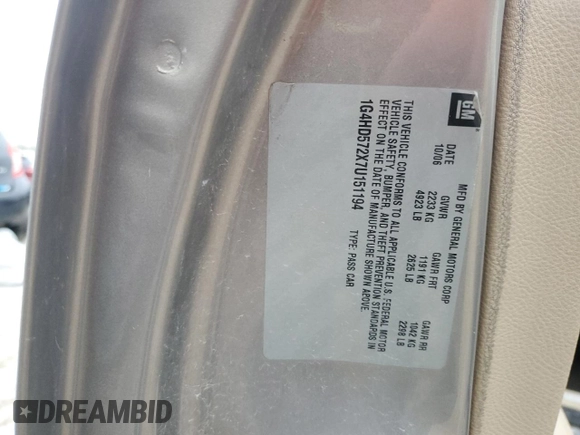 GM
MFD BY GENERAL MOTORS CORP
DATE GVWR GAWR FRT GAWR RR
10/06 2233 KG 1191 KG 1042 KG
4923 LB 2625 LB 2298 LB
THIS VEHICLE CONFORMS TO ALL APPLICABLE U.S. FEDERAL MOTOR
VEHICLE SAFETY, BUMPER, AND THEFT PREVENTION STANDARDS IN
EFFECT ON THE DATE OF MANUFACTURE SHOWN ABOVE.
1G4HD572X7U151194 TYPE: PASS CAR
DREAMBID